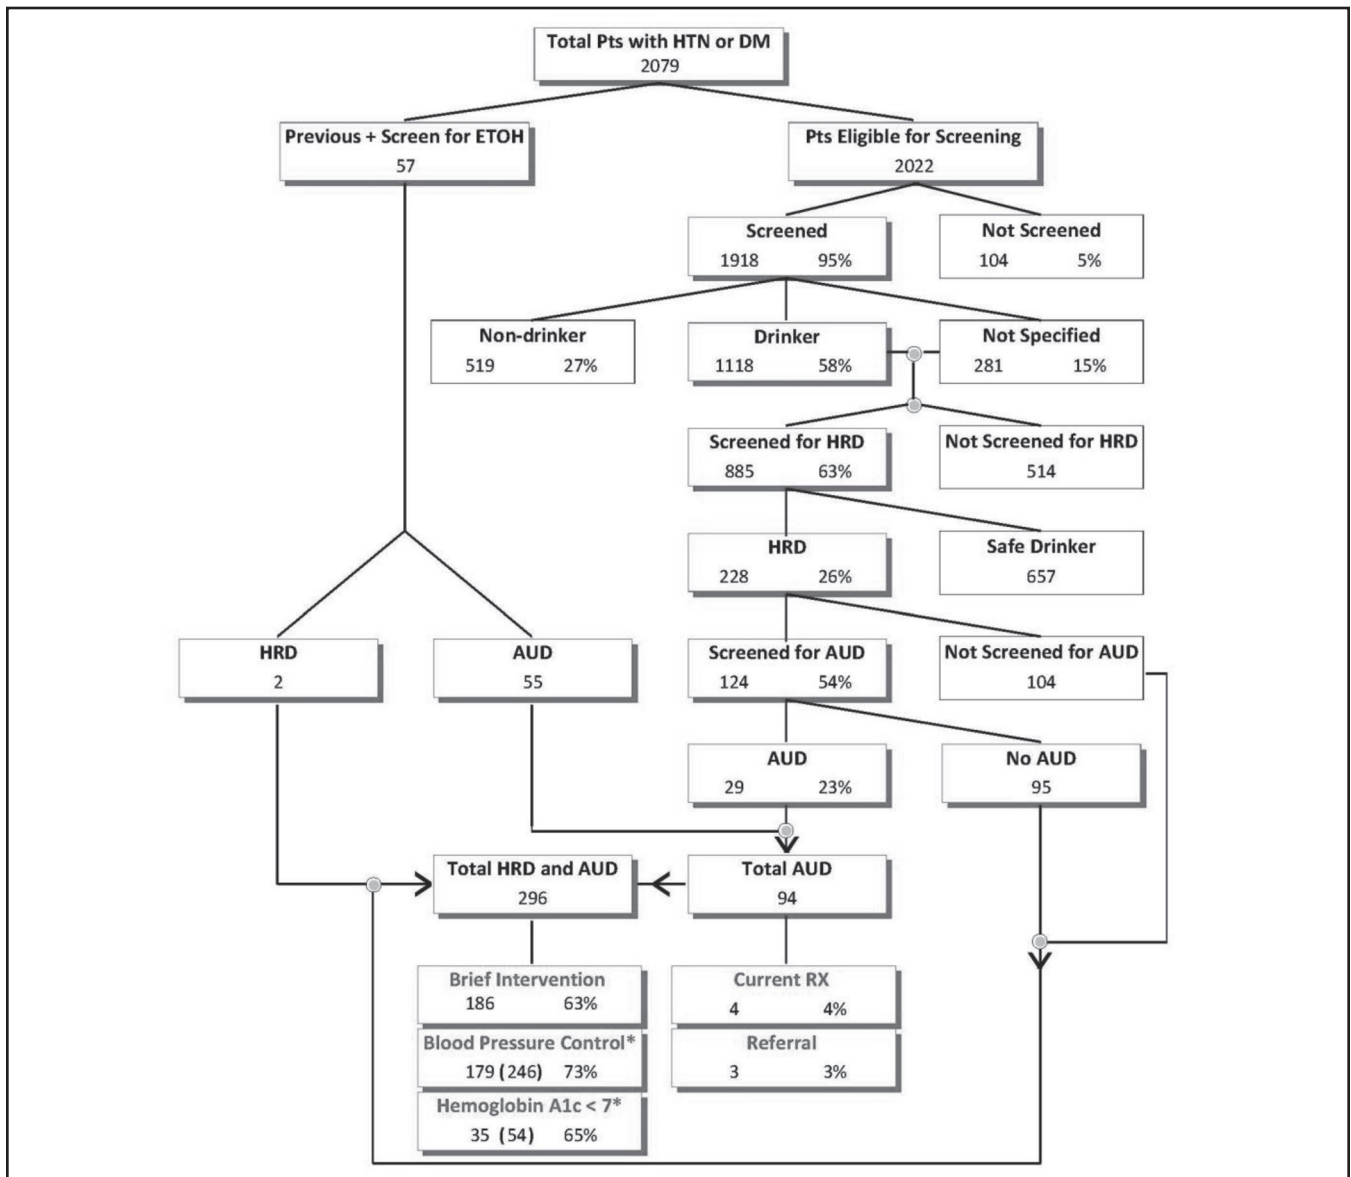 Total Pts with HTN or DM
2079
Previous + Screen for ETOH
57
Pts Eligible for Screening
2022
Screened
1918 95%
Not Screened
104 5%
Non-drinker
519 27%
Drinker
1118 58%
Not Specified
281 15%
Screened for HRD
885 63%
Not Screened for HRD
514
HRD
228 26%
Safe Drinker
657
HRD
2
AUD
55
Screened for AUD
124 54%
Not Screened for AUD
104
AUD
29 23%
No AUD
95
Total HRD and AUD
296
Total AUD
94
Brief Intervention
186 63%
Current RX
4 4%
Blood Pressure Control*
179 (246) 73%
Referral
3 3%
Hemoglobin A1c < 7*
35 (54) 65%